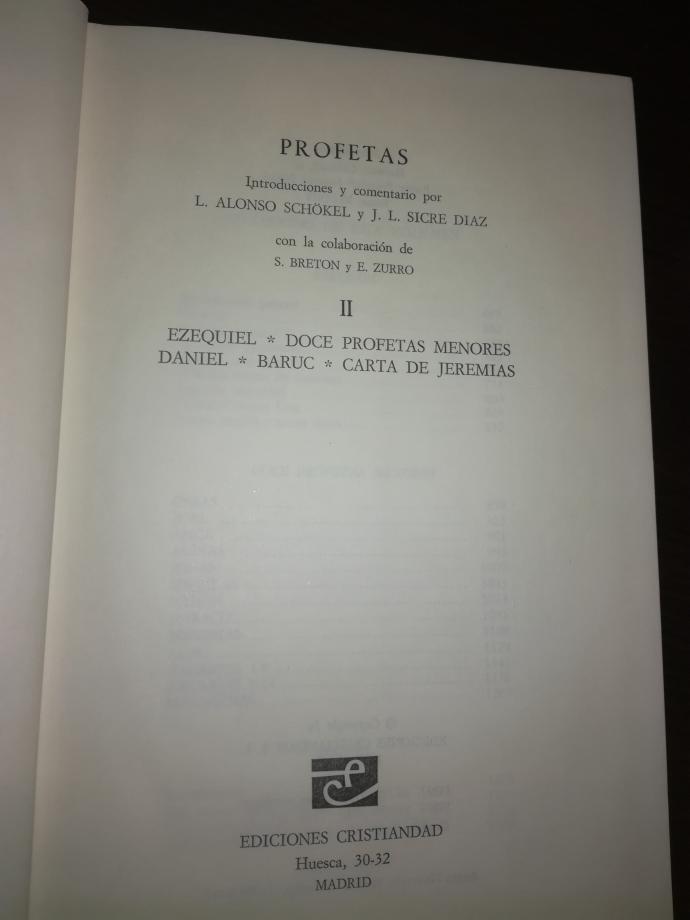 PROFETAS
Introducciones y comentario por
L. ALONSO SCHÖKEL y J. L. SICRE DIAZ
con la colaboración de
S. BRETON y E. ZURRO
II
EZEQUIEL * DOCE PROFETAS MENORES
DANIEL * BARUC * CARTA DE JEREMIAS
EDICIONES CRISTIANDAD
Huesca, 30-32
MADRID